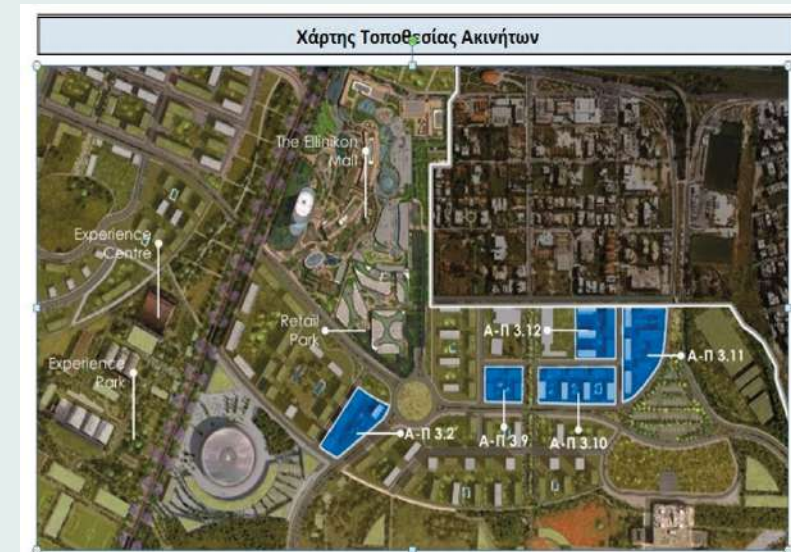 Χάρτης Τοποθεσίας Ακινήτων
The Ellinikon
Mall
Experience
Centre
Retail
Park
Experience
Park
Α-Π 3.12
Α-Π 3.11
Α-Π 3.2
Α-Π 3.9
Α-Π 3.10